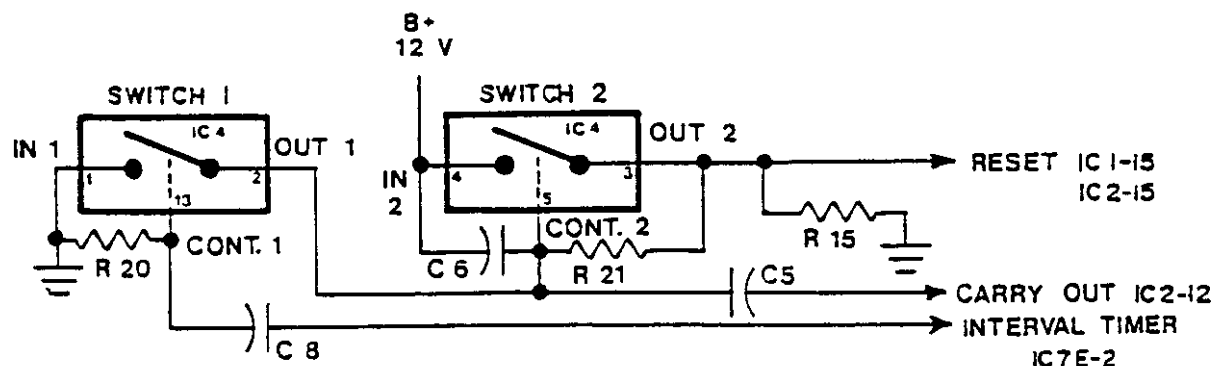 B+
12 V
SWITCH 1
SWITCH 2
IC 4
IC 4
IN 1
OUT 1
OUT 2
1
2
4
3
IN
2
RESET IC 1-15
IC 2-15
13
5
CONT. 1
CONT. 2
R 20
R 15
C 6
R 21
C5
CARRY OUT IC2-12
C 8
INTERVAL TIMER
IC7E-2